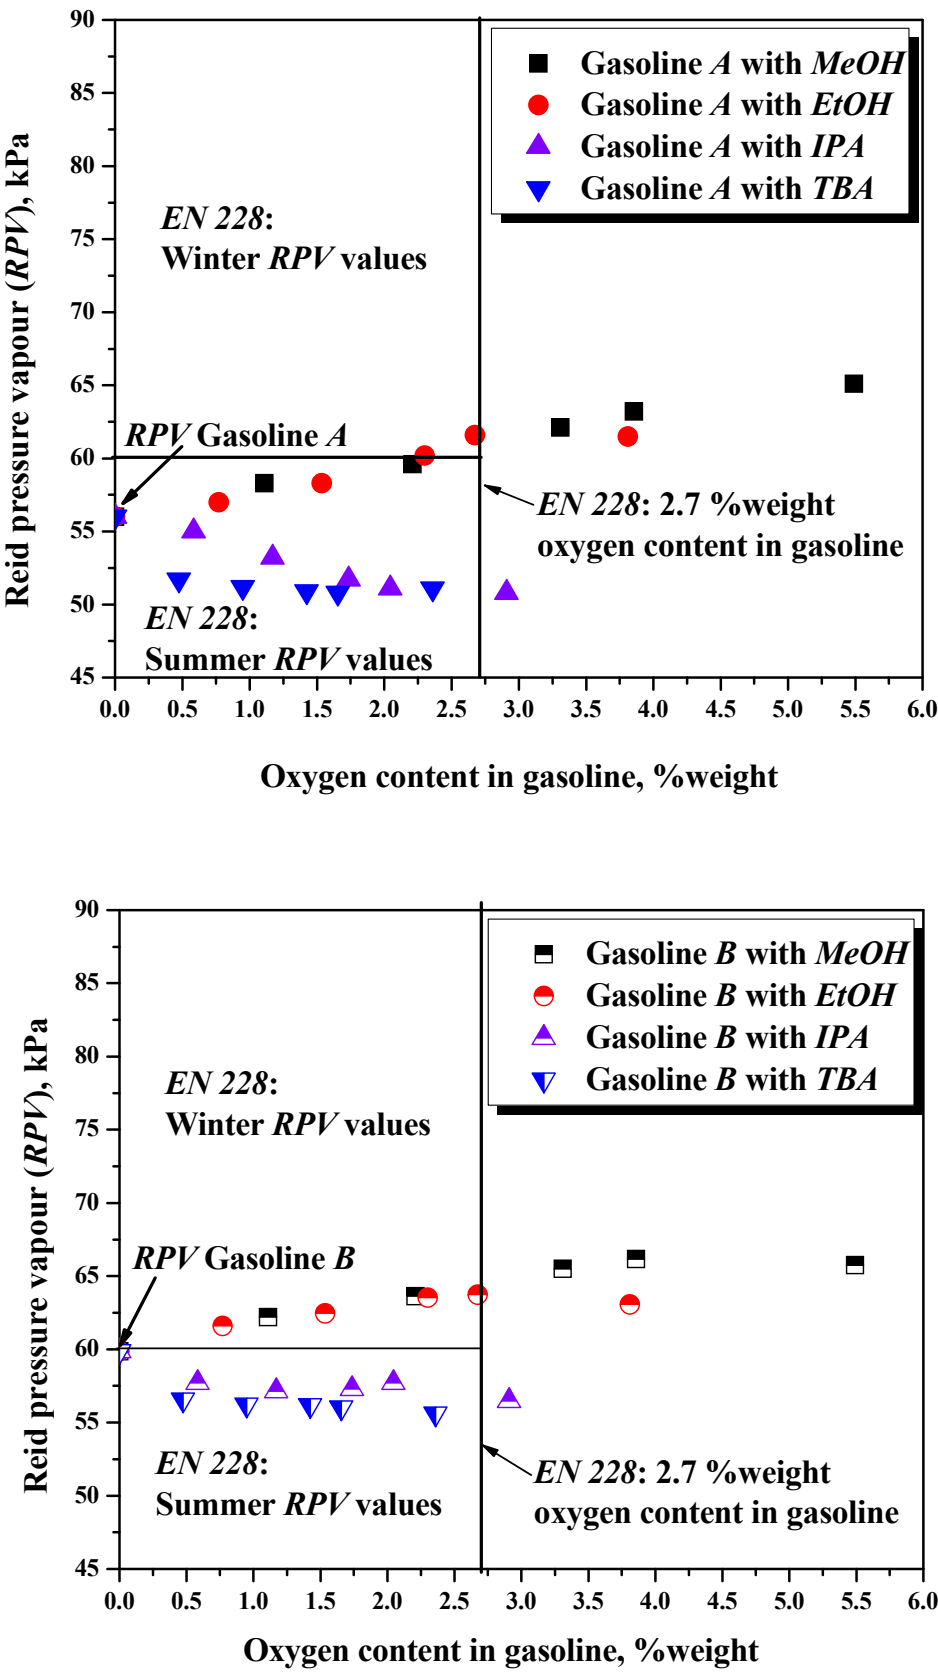 90
85
80
75
70
65
60
55
50
45
Reid pressure vapour (RPV), kPa
Gasoline A with MeOH
Gasoline A with EtOH
Gasoline A with IPA
Gasoline A with TBA
EN 228:
Winter RPV values
RPV Gasoline A
EN 228: 2.7 %weight
oxygen content in gasoline
EN 228:
Summer RPV values
0.0 0.5 1.0 1.5 2.0 2.5 3.0 3.5 4.0 4.5 5.0 5.5 6.0
Oxygen content in gasoline, %weight
90
85
80
75
70
65
60
55
50
45
Reid pressure vapour (RPV), kPa
Gasoline B with MeOH
Gasoline B with EtOH
Gasoline B with IPA
Gasoline B with TBA
EN 228:
Winter RPV values
RPV Gasoline B
EN 228:
Summer RPV values
EN 228: 2.7 %weight
oxygen content in gasoline
0.0 0.5 1.0 1.5 2.0 2.5 3.0 3.5 4.0 4.5 5.0 5.5 6.0
Oxygen content in gasoline, %weight